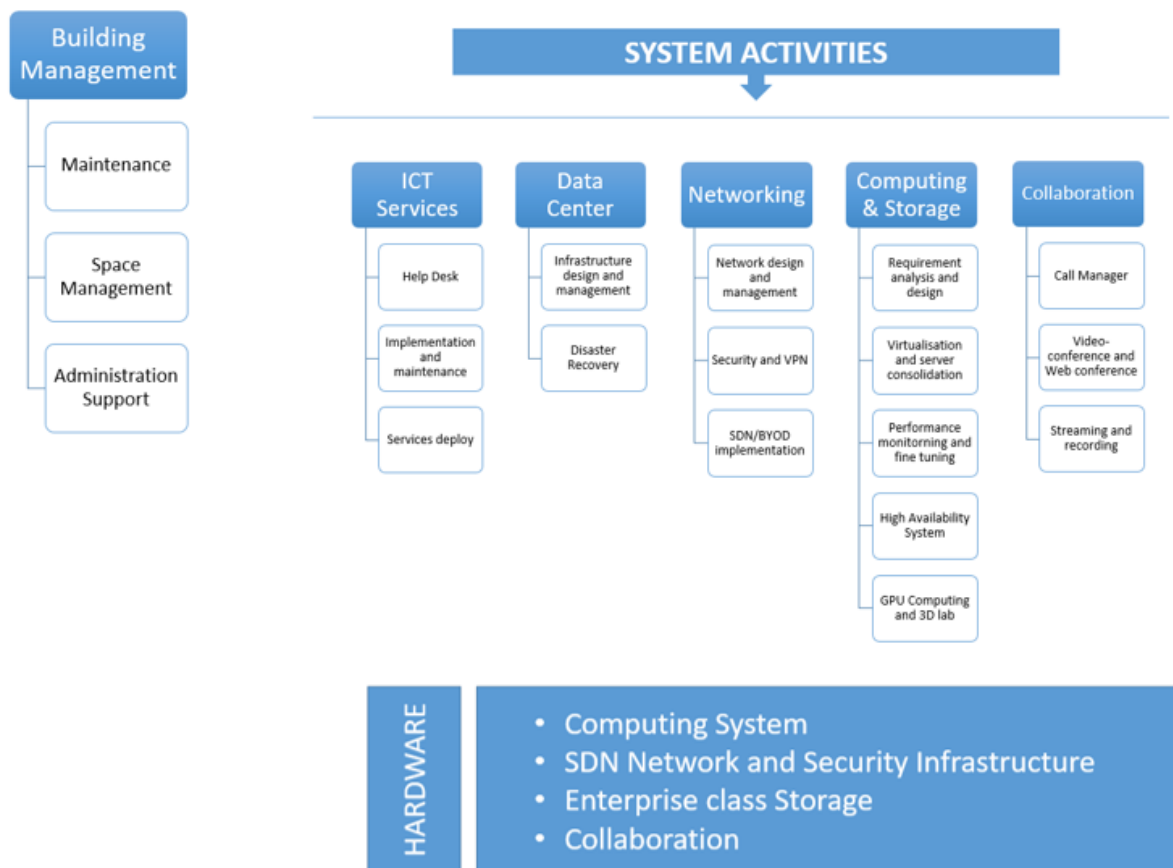 Building
Management
Maintenance
Space
Management
Administration
Support
SYSTEM ACTIVITIES
ICT
Services
Help Desk
Implementation
and
maintenance
Services deploy
Data
Center
Infrastructure
design and
management
Disaster
Recovery
Networking
Network design
and
management
Security and VPN
SDN/BYOD
implementation
Computing
& Storage
Requirement
analysis and
design
Virtualisation
and server
consolidation
Performance
monitorning and
fine tuning
High Availability
System
GPU Computing
and 3D lab
Collaboration
Call Manager
Video-
conference and
Web conference
Streaming and
recording
HARDWARE
• Computing System
• SDN Network and Security Infrastructure
• Enterprise class Storage
• Collaboration